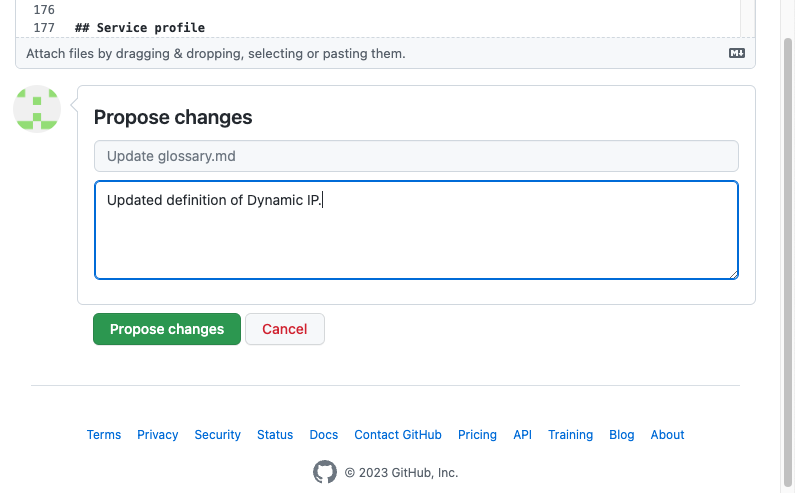 176
177 ## Service profile
Attach files by dragging & dropping, selecting or pasting them.
Propose changes
Update glossary.md
Updated definition of Dynamic IP.
Propose changes Cancel
Terms Privacy Security Status Docs Contact GitHub Pricing API Training Blog About
© 2023 GitHub, Inc.